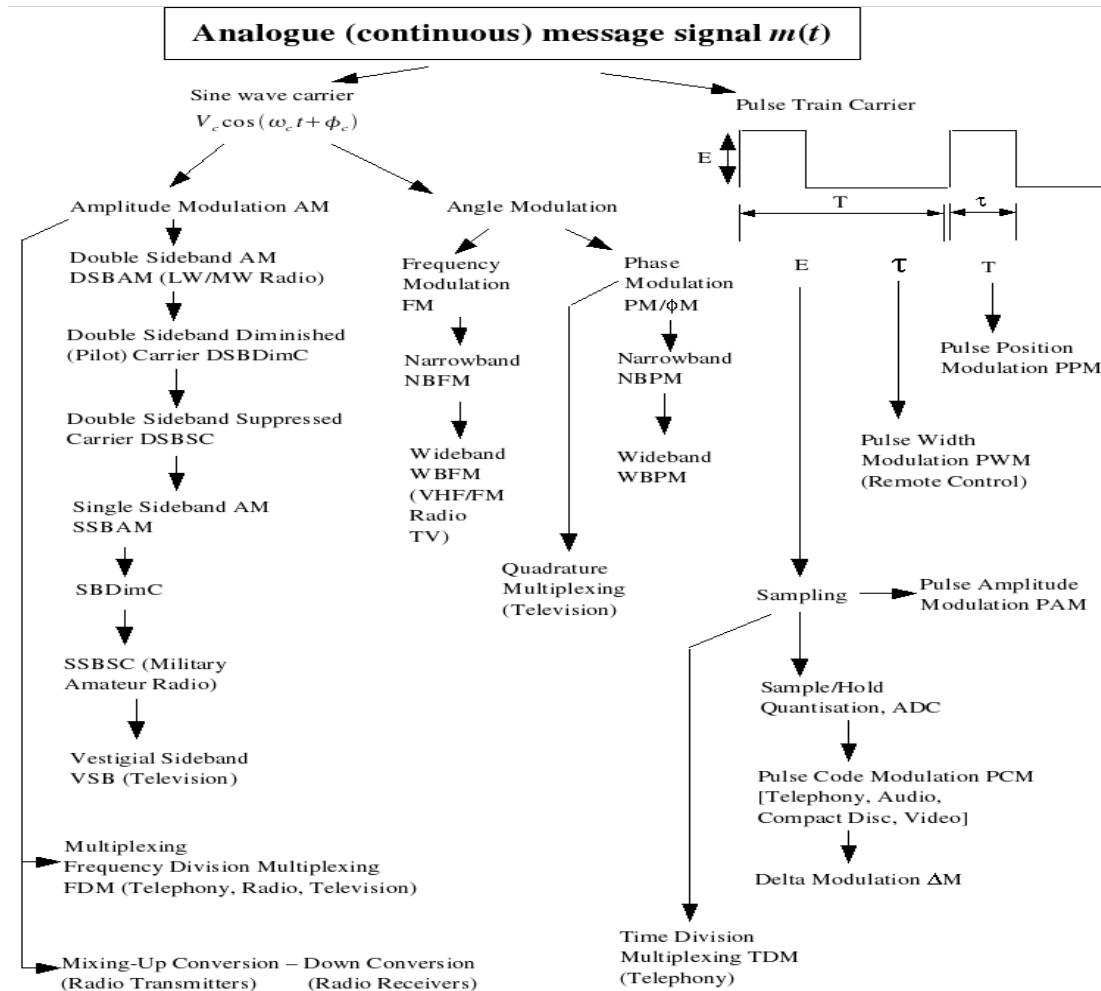 Analogue (continuous) message signal m(t)
Sine wave carrier
V_c cos(ω_c t+ϕ_c)
Pulse Train Carrier
E
T
τ
Amplitude Modulation AM
Double Sideband AM
DSBAM (LW/MW Radio)
Double Sideband Diminished
(Pilot) Carrier DSBDimC
Double Sideband Suppressed
Carrier DSBSC
Single Sideband AM
SSBAM
SBDimC
SSBSC (Military
Amateur Radio)
Vestigial Sideband
VSB (Television)
Multiplexing
Frequency Division Multiplexing
FDM (Telephony, Radio, Television)
Mixing-Up Conversion – Down Conversion
(Radio Transmitters) (Radio Receivers)
Angle Modulation
Frequency
Modulation
FM
Narrowband
NBFM
Wideband
WBFM
(VHF/FM
Radio
TV)
Phase
Modulation
PM/ϕM
Narrowband
NBPM
Wideband
WBPM
Quadrature
Multiplexing
(Television)
E
τ
T
Pulse Position
Modulation PPM
Pulse Width
Modulation PWM
(Remote Control)
Sampling
Pulse Amplitude
Modulation PAM
Sample/Hold
Quantisation, ADC
Pulse Code Modulation PCM
[Telephony, Audio,
Compact Disc, Video]
Delta Modulation ΔM
Time Division
Multiplexing TDM
(Telephony)